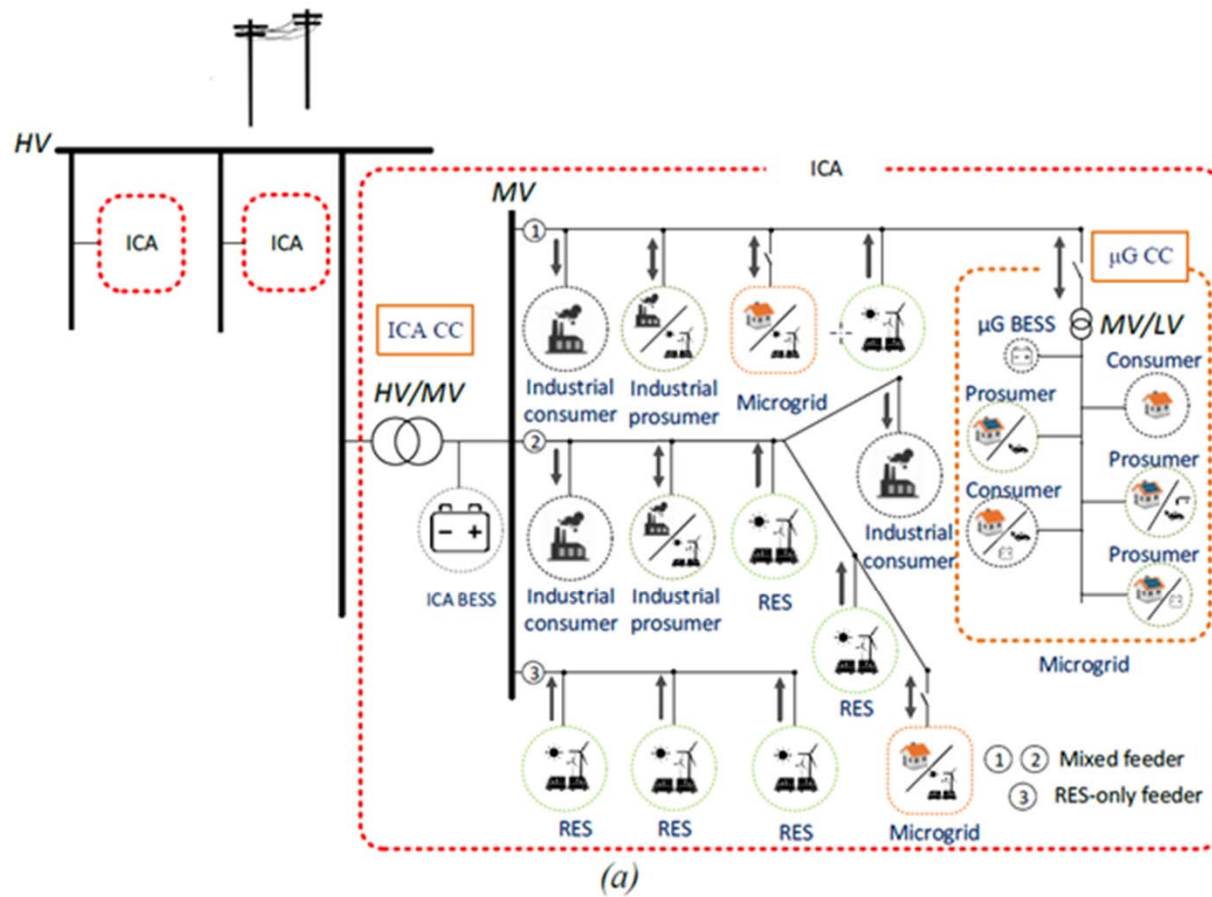 HV
ICA
ICA
ICA
MV
1
ICA CC
HV/MV
ICA BESS
Industrial
consumer
Industrial
prosumer
Microgrid
μG CC
μG BESS
MV/LV
Consumer
Prosumer
Prosumer
Consumer
Prosumer
Microgrid
2
Industrial
consumer
Industrial
prosumer
RES
Industrial
consumer
RES
3
RES
RES
RES
Microgrid
1 2 Mixed feeder
3 RES-only feeder
(a)